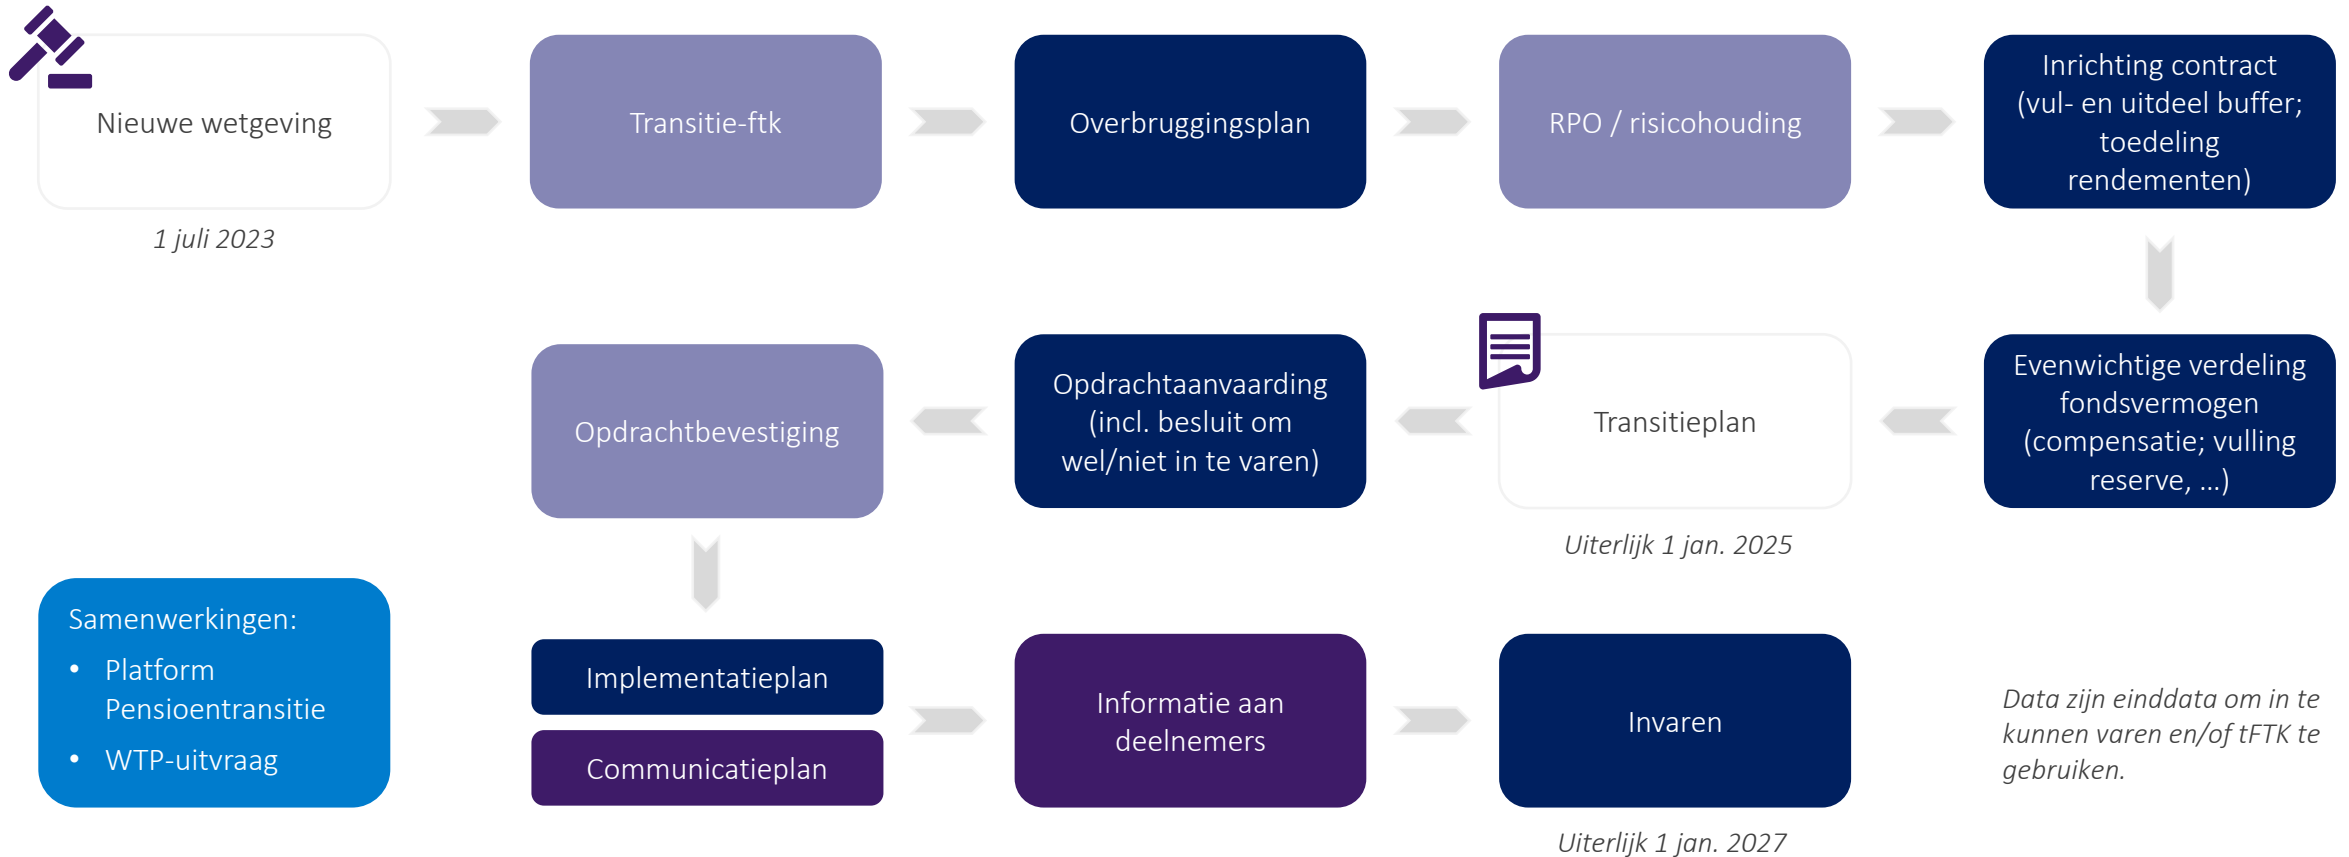 Nieuwe wetgeving
1 juli 2023
Transitie-ftk
Overbruggingsplan
RPO / risicohouding
Inrichting contract
(vul- en uitdeel buffer;
toedeling
rendementen)
Evenwichtige verdeling
fondsvermogen
(compensatie; vulling
reserve, ...)
Transitieplan
Uiterlijk 1 jan. 2025
Opdrachtaanvaarding
(incl. besluit om
wel/niet in te varen)
Opdrachtbevestiging
Implementatieplan
Communicatieplan
Informatie aan
deelnemers
Invaren
Uiterlijk 1 jan. 2027
Samenwerkingen:
• Platform
Pensioentransitie
• WTP-uitvraag
Data zijn einddata om in te
kunnen varen en/of tFTK te
gebruiken.